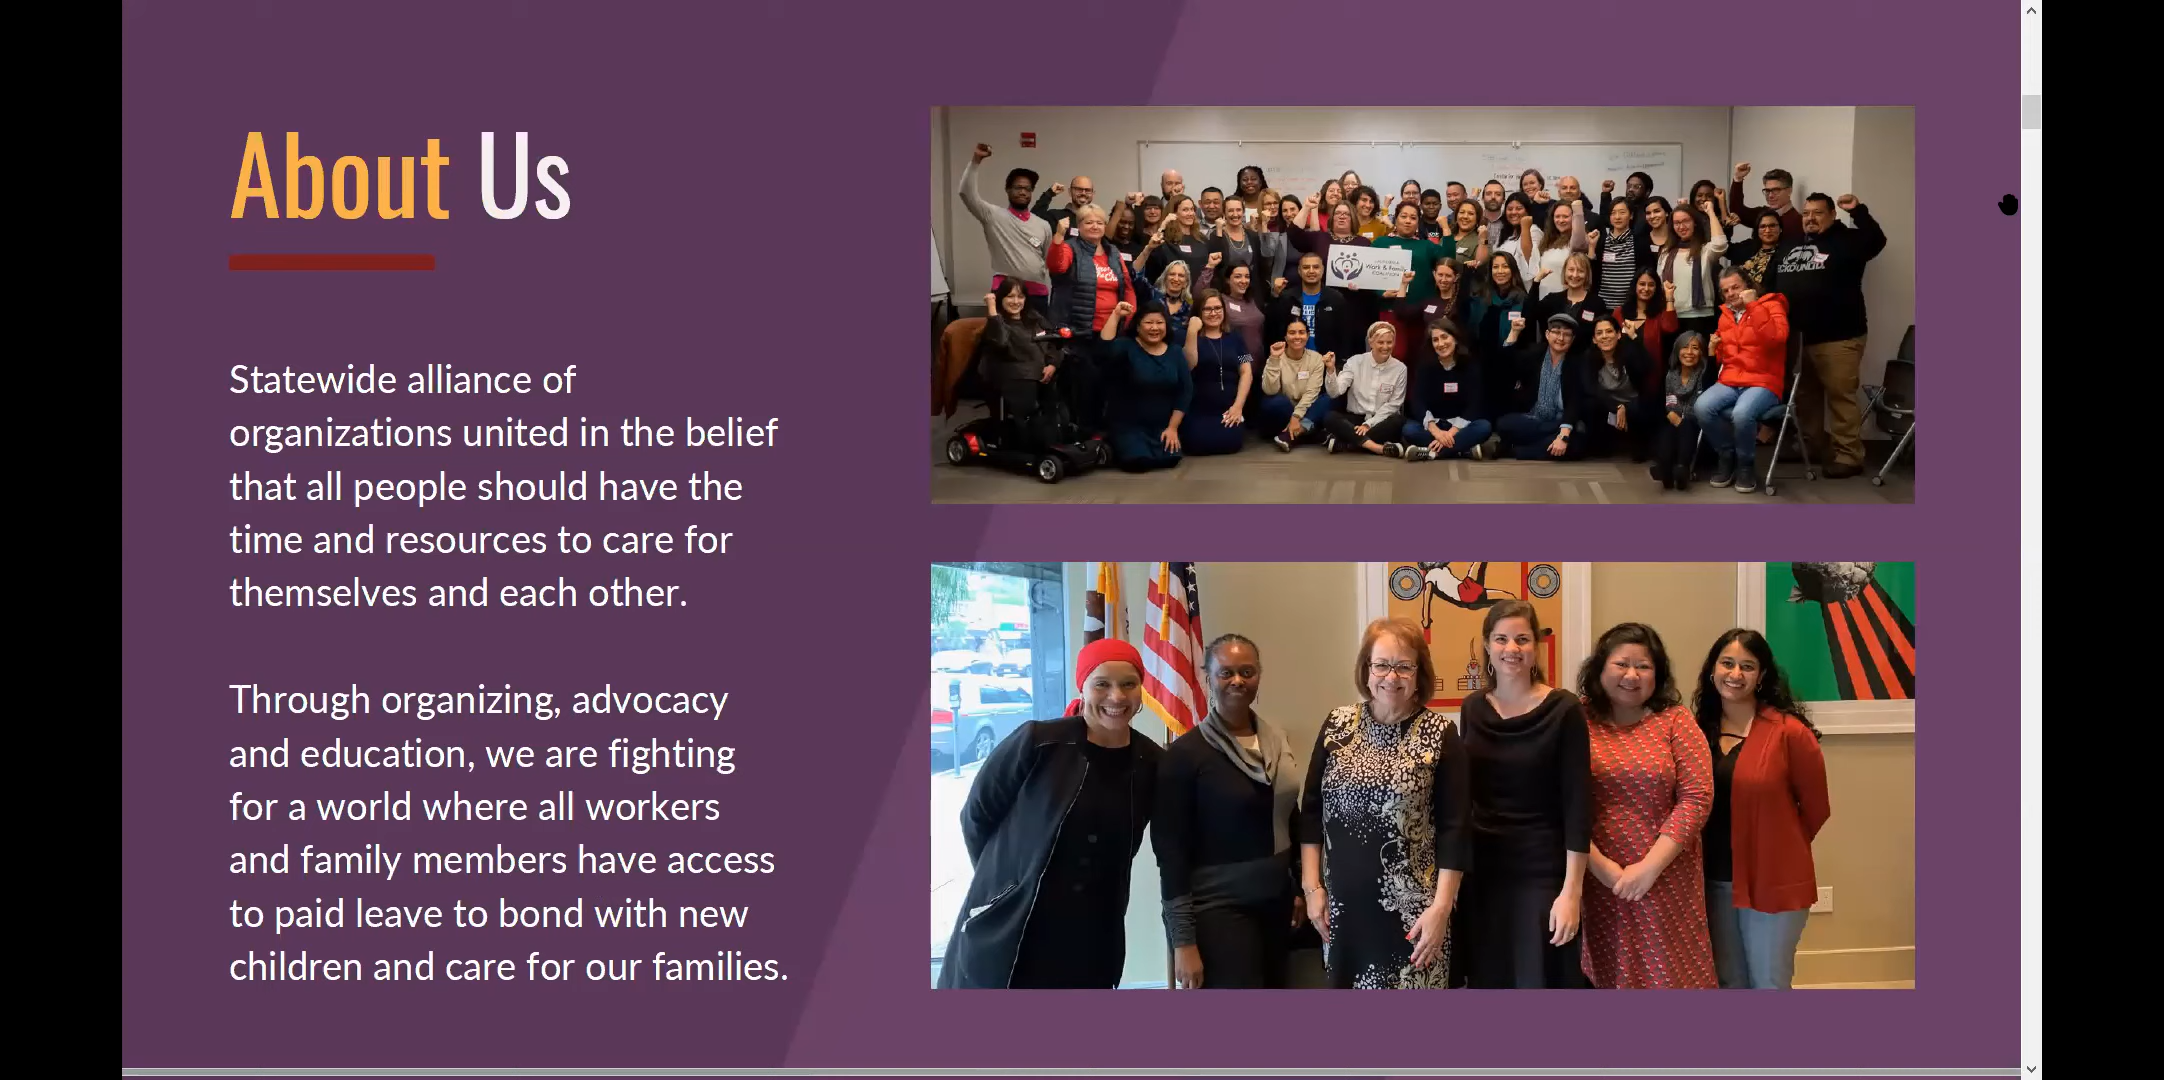 About Us
Statewide alliance of
organizations united in the belief
that all people should have the
time and resources to care for
themselves and each other.
Through organizing, advocacy
and education, we are fighting
for a world where all workers
and family members have access
to paid leave to bond with new
children and care for our families.
Work & Family
COALITION